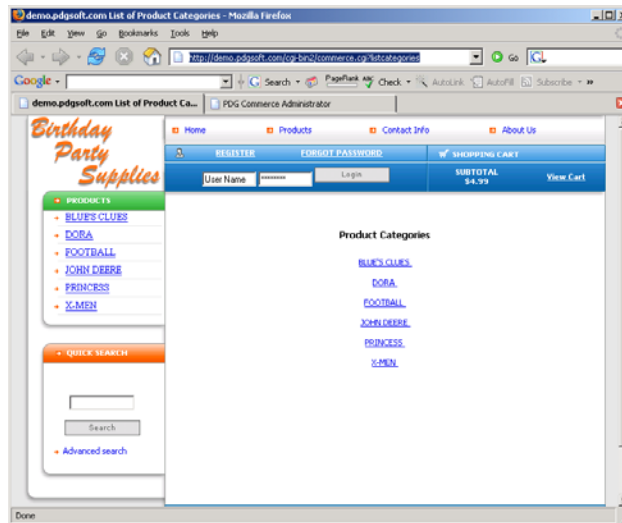 demo.pdgsoft.com List of Product Categories - Mozilla Firefox
File Edit View Go Bookmarks Tools Help
http://demo.pdgsoft.com/cgi-bin2/commerce.cgi?listcategories Go G
Google - G Search PageRank ABC Check AutoLink AutoFill Subscribe
demo.pdgsoft.com List of Product Ca... PDG Commerce Administrator
Birthday
Party
Supplies
Home Products Contact Info About Us
REGISTER FORGOT PASSWORD SHOPPING CART
User Name ******** Login SUBTOTAL
$4.99 View Cart
PRODUCTS
BLUE'S CLUES
DORA
FOOTBALL
JOHN DEERE
PRINCESS
X-MEN
Product Categories
BLUE'S CLUES
DORA
FOOTBALL
JOHN DEERE
PRINCESS
X-MEN
QUICK SEARCH
Search
Advanced search
Done